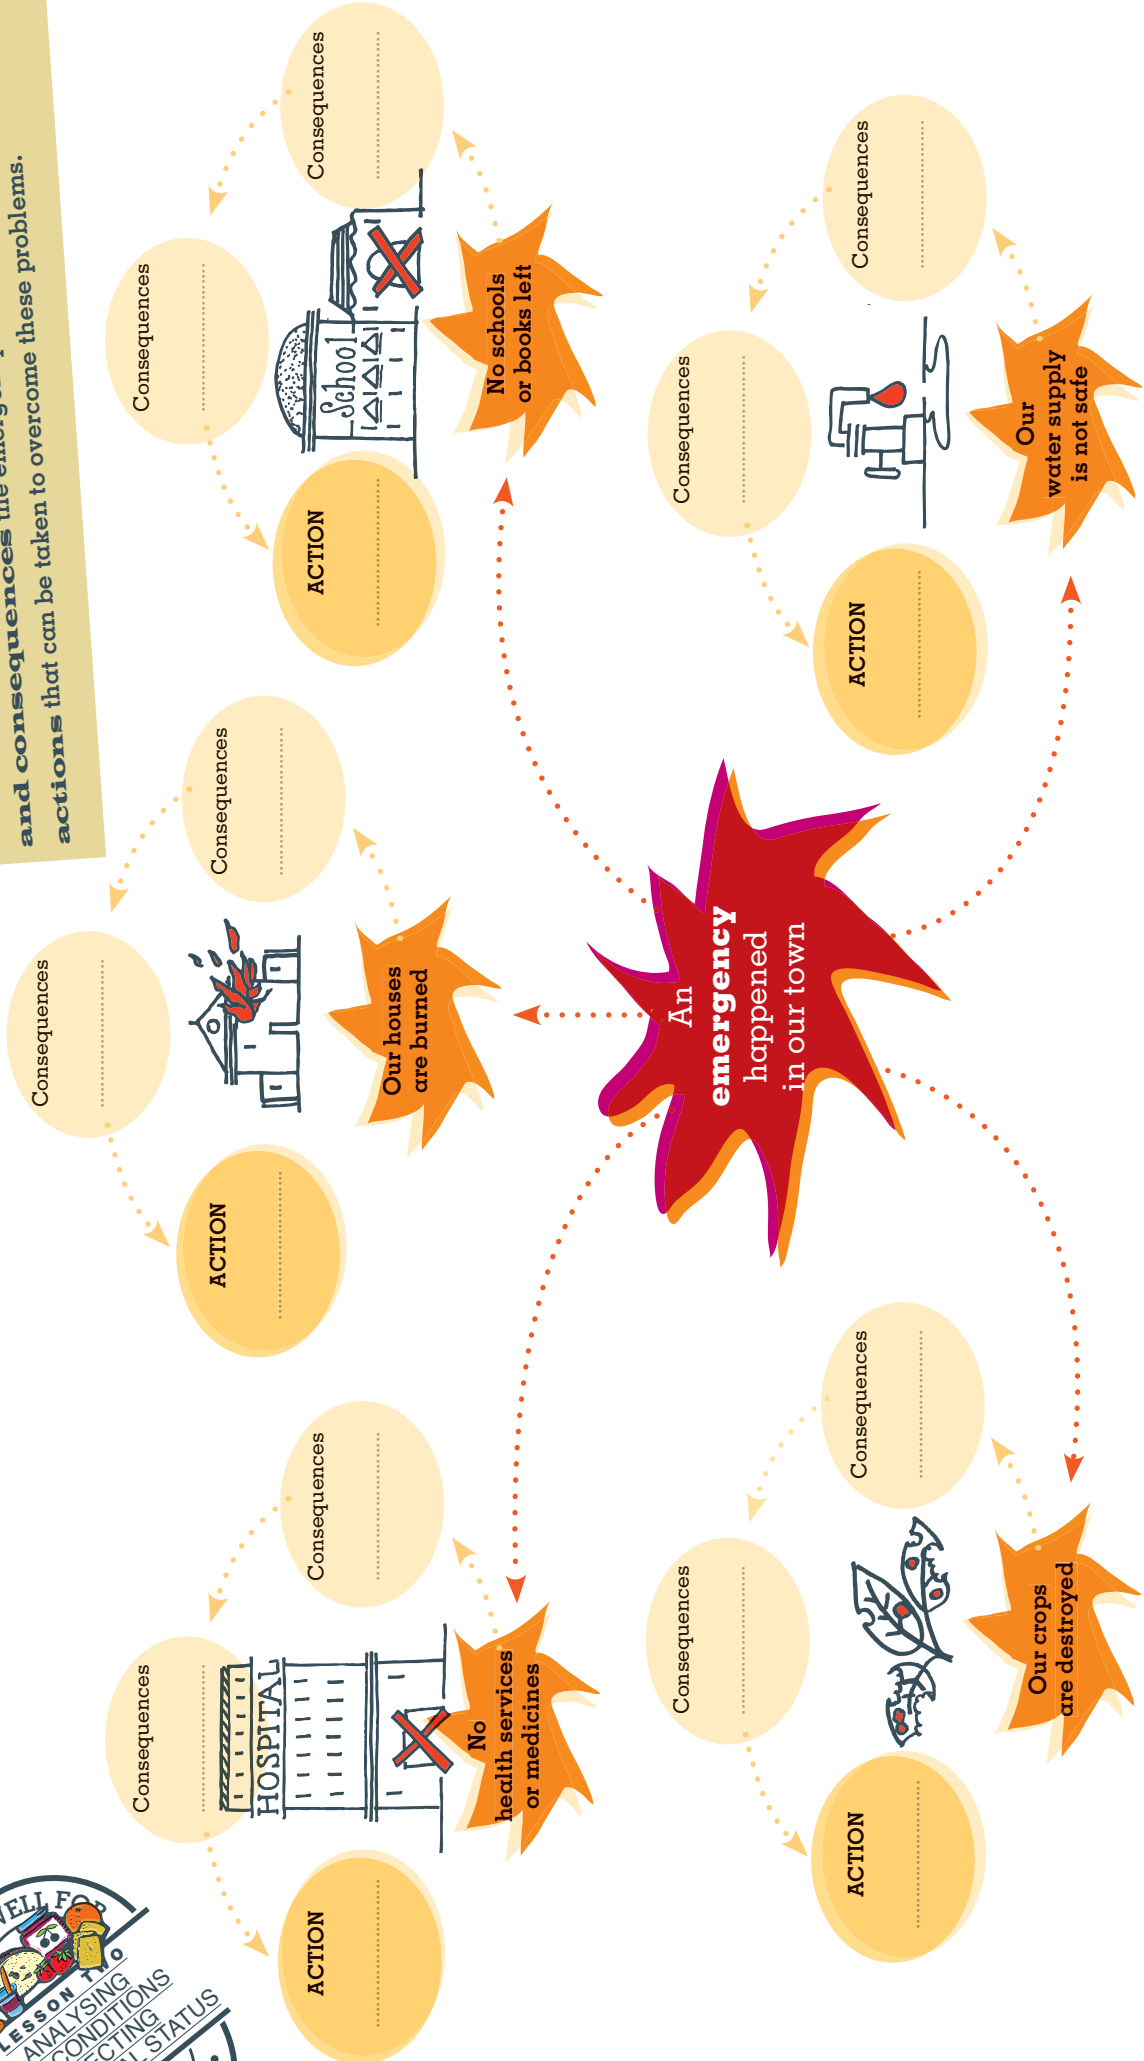 and consequences the
actions that can be taken to overcome these problems.
LESSON TWO
ANALYSING
CONDITIONS
STATUS
Consequences
Consequences
ACTION
HOSPITAL
No
health services
or medicines
Consequences
Consequences
ACTION
Our houses
are burned
Consequences
Consequences
ACTION
School
No schools
or books left
An
emergency
happened
in our town
Consequences
Consequences
ACTION
Our crops
are destroyed
Consequences
Consequences
ACTION
Our
water supply
is not safe